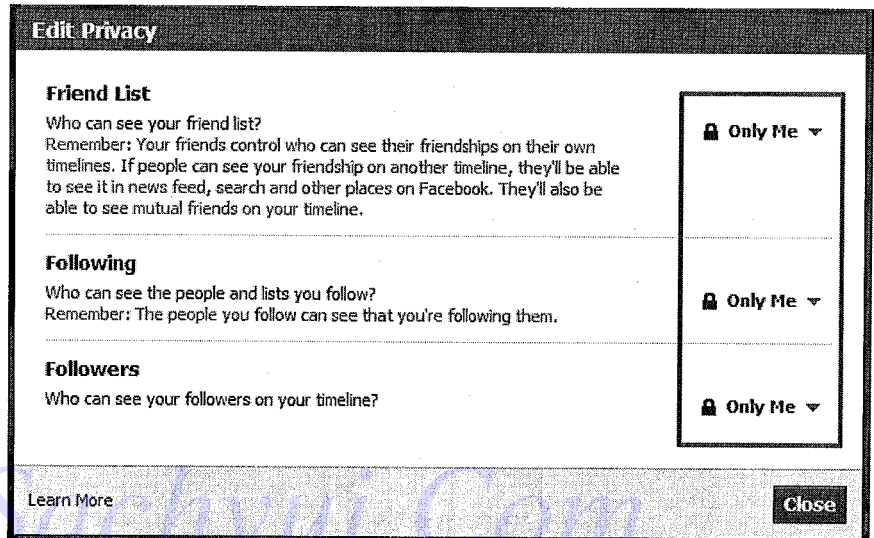 Edit Privacy
Friend List
Who can see your friend list?
Remember: Your friends control who can see their friendships on their own
timelines. If people can see your friendship on another timeline, they'll be able
to see it in news feed, search and other places on Facebook. They'll also be
able to see mutual friends on your timeline.
Only Me
Following
Who can see the people and lists you follow?
Remember: The people you follow can see that you're following them.
Only Me
Followers
Who can see your followers on your timeline?
Only Me
Learn More
Close
Sachvui.Com